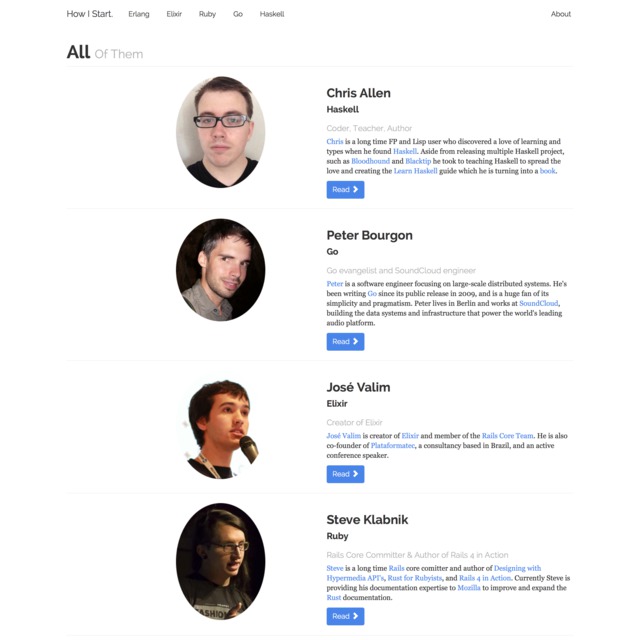 How I Start. Erlang Elixir Ruby Go Haskell About
All Of Them
Chris Allen
Haskell
Coder, Teacher, Author
Chris is a long time FP and Lisp user who discovered a love of learning and
types when he found Haskell. Aside from releasing multiple Haskell project,
such as Bloodhound and Blacktip he took to teaching Haskell to spread the
love and creating the Learn Haskell guide which he is turning into a book.
Read
Peter Bourgon
Go
Go evangelist and SoundCloud engineer
Peter is a software engineer focusing on large-scale distributed systems. He's
been writing Go since its public release in 2009, and is a huge fan of its
simplicity and pragmatism. Peter lives in Berlin and works at SoundCloud,
building the data systems and infrastructure that power the world's leading
audio platform.
Read
José Valim
Elixir
Creator of Elixir
José Valim is creator of Elixir and member of the Rails Core Team. He is also
co-founder of Plataformatec, a consultancy based in Brazil, and an active
conference speaker.
Read
Steve Klabnik
Ruby
Rails Core Committer & Author of Rails 4 in Action
Steve is a long time Rails core comitter and author of Designing with
Hypermedia API's, Rust for Rubyists, and Rails 4 in Action. Currently Steve is
providing his documentation expertise to Mozilla to improve and expand the
Rust documentation.
FASHION
Read